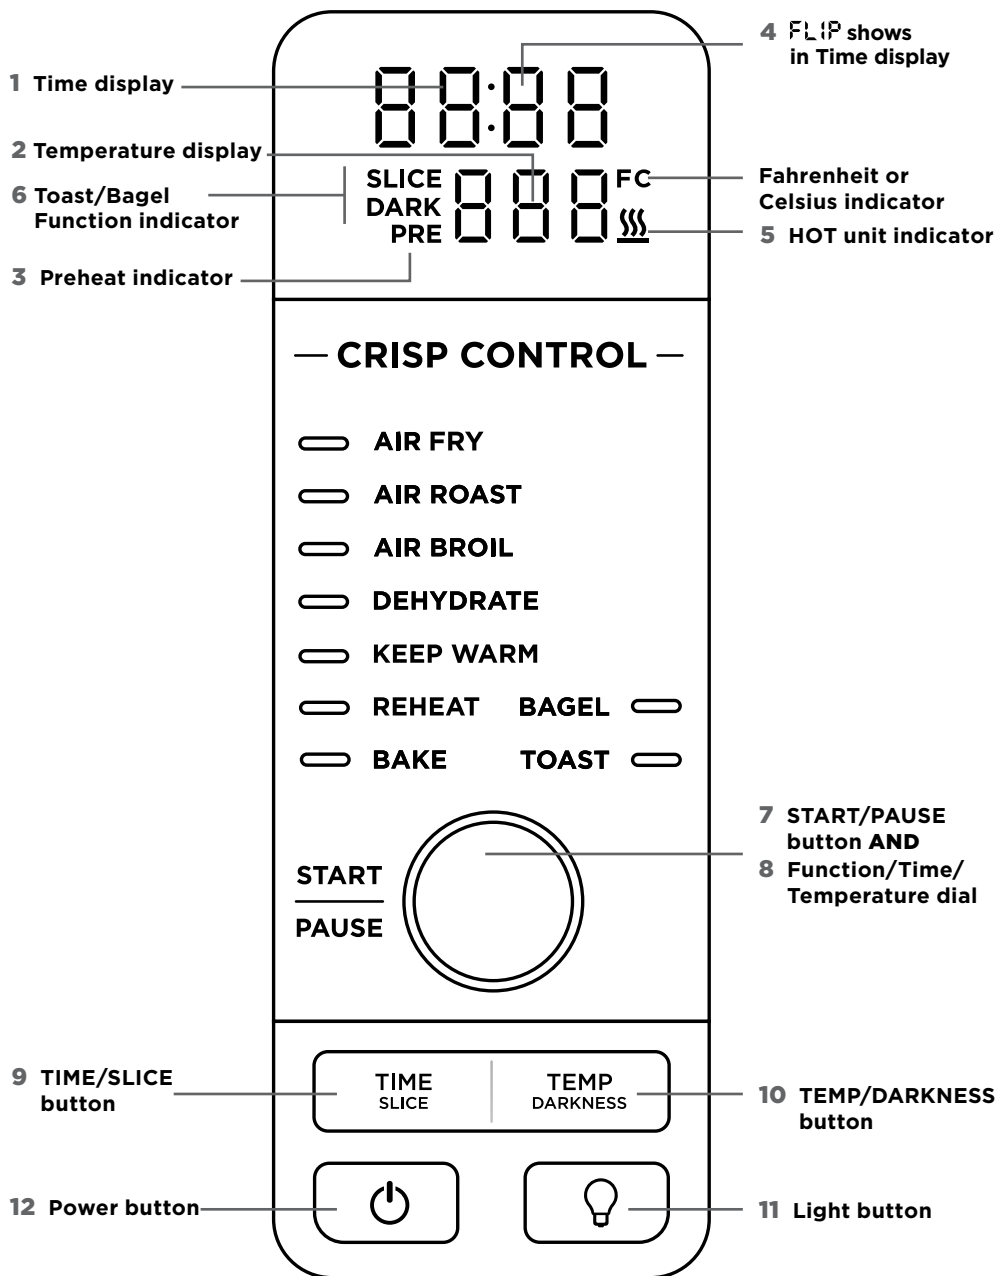 1 Time display
2 Temperature display
6 Toast/Bagel
Function indicator
3 Preheat indicator
4 FLIP shows
in Time display
Fahrenheit or
Celsius indicator
5 HOT unit indicator
88:88
SLICE
DARK
PRE
888
F C
CRISP CONTROL
AIR FRY
AIR ROAST
AIR BROIL
DEHYDRATE
KEEP WARM
REHEAT BAGEL
BAKE TOAST
START
PAUSE
7 START/PAUSE
button AND
8 Function/Time/
Temperature dial
9 TIME/SLICE
button
TIME
SLICE
TEMP
DARKNESS
10 TEMP/DARKNESS
button
12 Power button
11 Light button